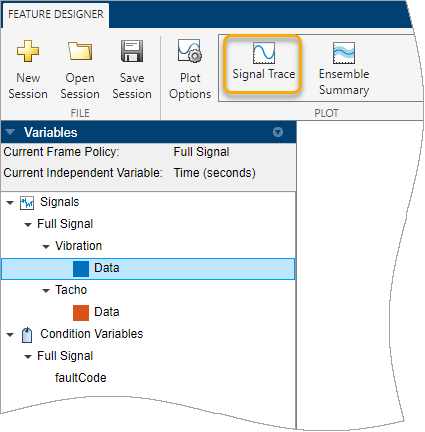 FEATURE DESIGNER
New Session
Open Session
Save Session
Plot Options
Signal Trace
Ensemble Summary
FILE
PLOT
Variables
Current Frame Policy: Full Signal
Current Independent Variable: Time (seconds)
Signals
Full Signal
Vibration
Data
Tacho
Data
Condition Variables
Full Signal
faultCode